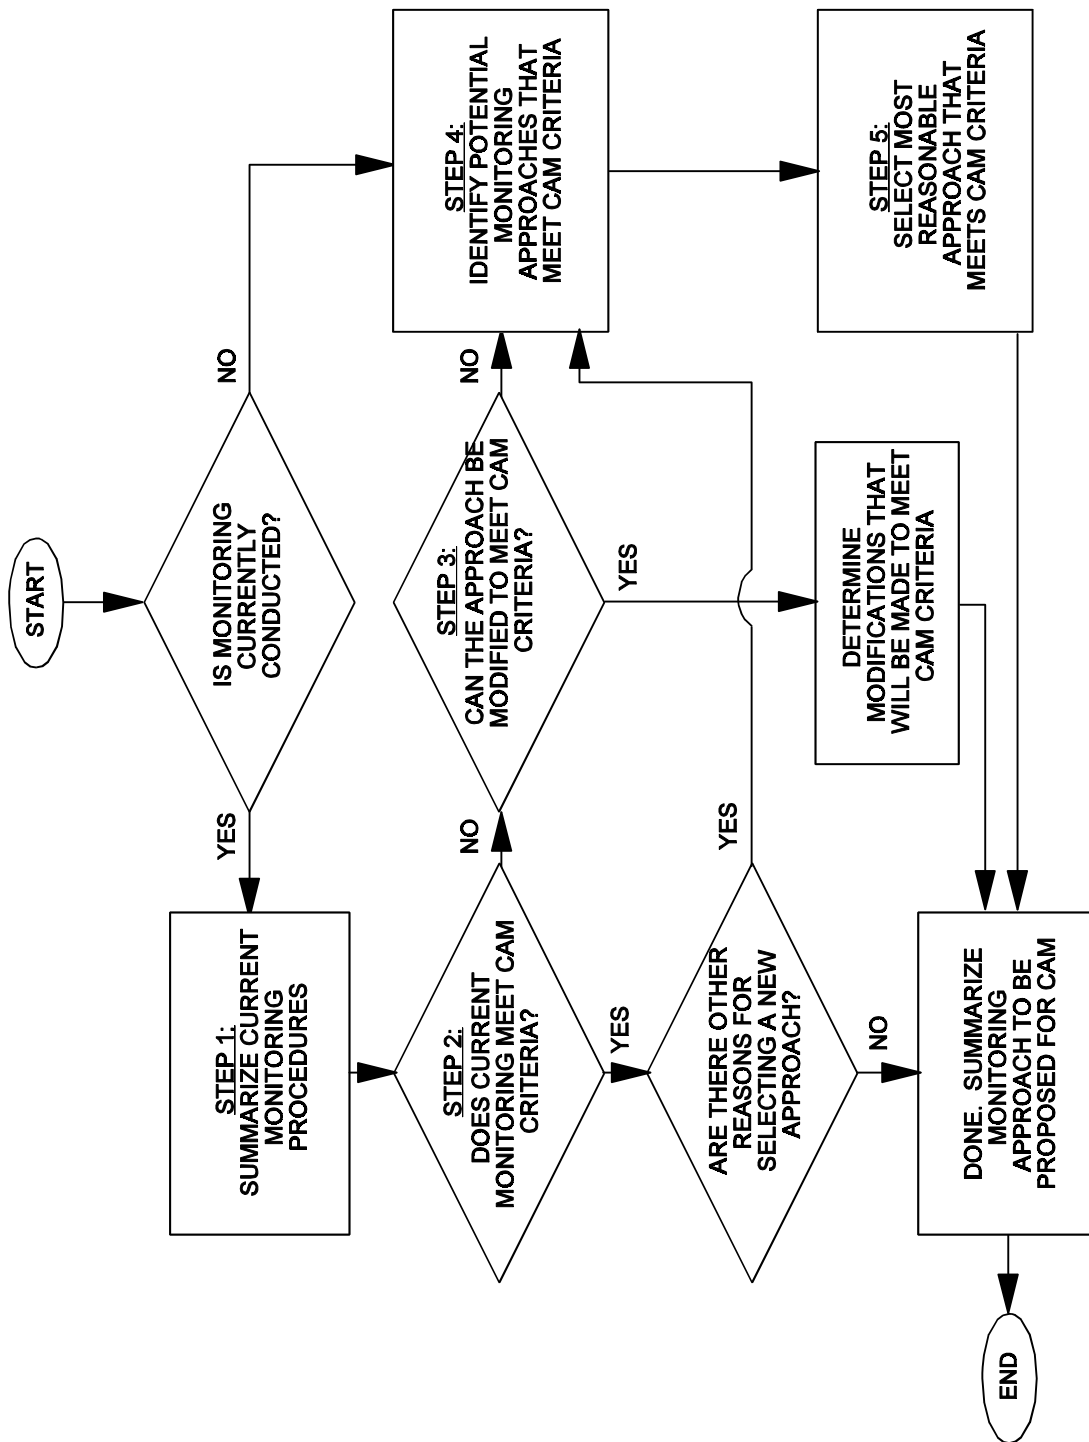 START
IS MONITORING
CURRENTLY
CONDUCTED?
YES
NO
STEP 1:
SUMMARIZE CURRENT
MONITORING
PROCEDURES
STEP 2:
DOES CURRENT
MONITORING MEET CAM
CRITERIA?
NO
YES
STEP 3:
CAN THE APPROACH BE
MODIFIED TO MEET CAM
CRITERIA?
NO
YES
STEP 4:
IDENTIFY POTENTIAL
MONITORING
APPROACHES THAT
MEET CAM CRITERIA
ARE THERE OTHER
REASONS FOR
SELECTING A NEW
APPROACH?
YES
NO
DETERMINE
MODIFICATIONS THAT
WILL BE MADE TO MEET
CAM CRITERIA
STEP 5:
SELECT MOST
REASONABLE
APPROACH THAT
MEETS CAM CRITERIA
DONE. SUMMARIZE
MONITORING
APPROACH TO BE
PROPOSED FOR CAM
END